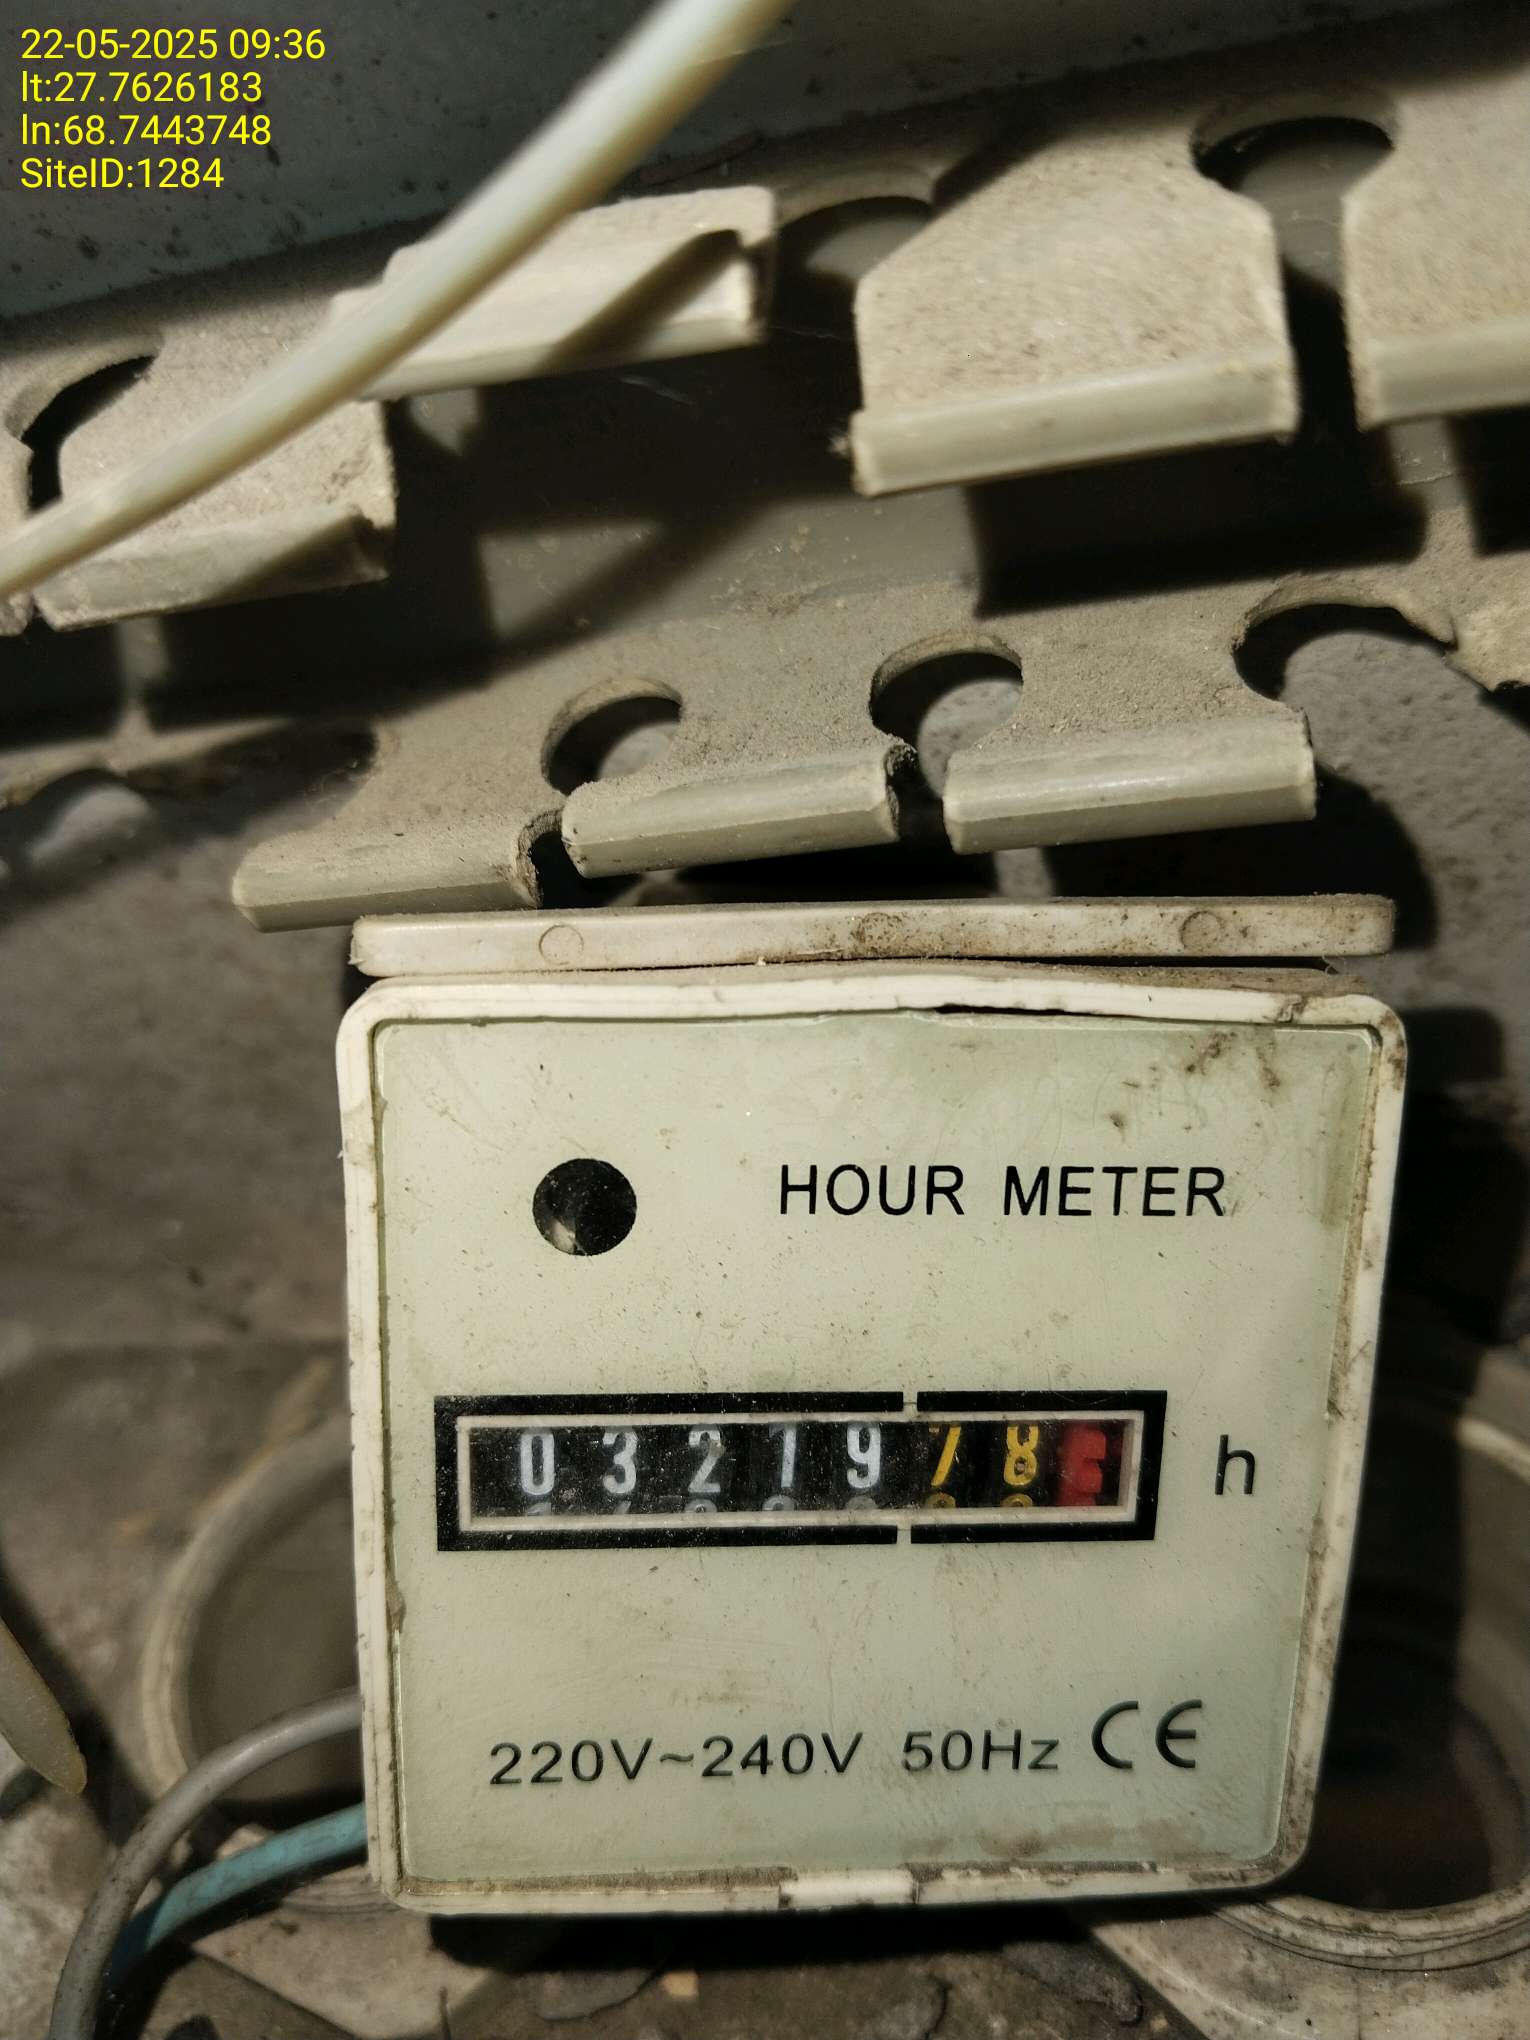 22-05-2025 09:36
lt:27.7626183
ln:68.7443748
SiteID:1284
HOUR METER
0321978 h
220V~240V 50Hz CE